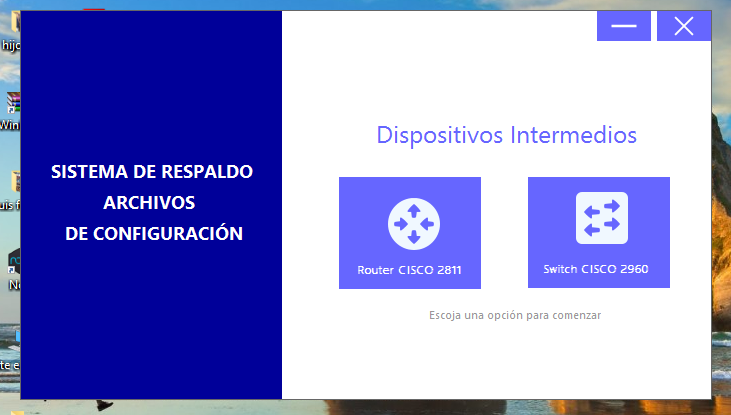 SISTEMA DE RESPALDO
ARCHIVOS
DE CONFIGURACIÓN
Dispositivos Intermedios
Router CISCO 2811
Switch CISCO 2960
Escoja una opción para comenzar